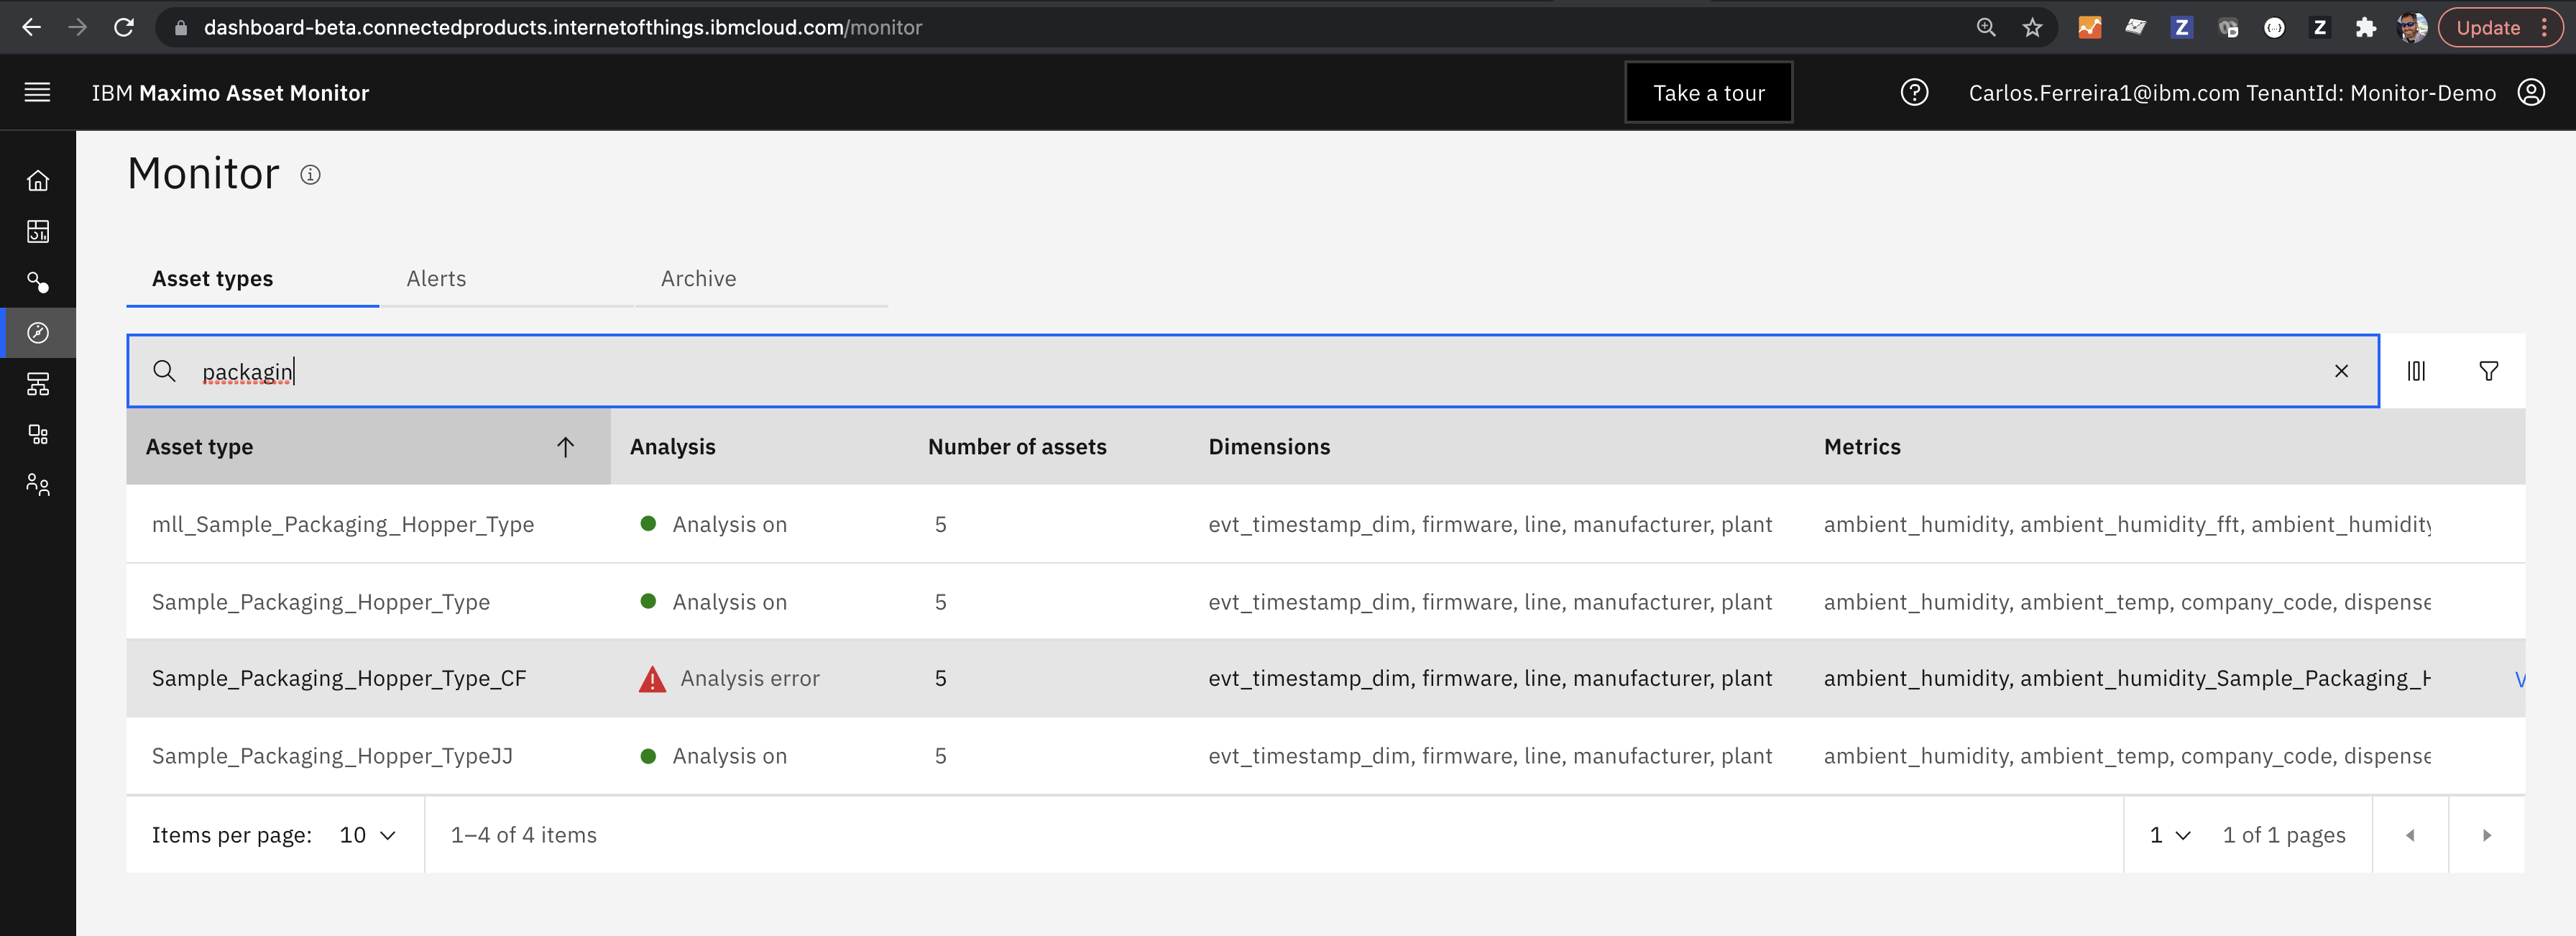 dashboard-beta.connectedproducts.internetofthings.ibmcloud.com/monitor
Update
IBM Maximo Asset Monitor
Take a tour
Carlos.Ferreira1@ibm.com TenantId: Monitor-Demo
Monitor
Asset types Alerts Archive
packagin
Asset type Analysis Number of assets Dimensions Metrics
mll_Sample_Packaging_Hopper_Type Analysis on 5 evt_timestamp_dim, firmware, line, manufacturer, plant ambient_humidity, ambient_humidity_fft, ambient_humidity
Sample_Packaging_Hopper_Type Analysis on 5 evt_timestamp_dim, firmware, line, manufacturer, plant ambient_humidity, ambient_temp, company_code, dispense
Sample_Packaging_Hopper_Type_CF Analysis error 5 evt_timestamp_dim, firmware, line, manufacturer, plant ambient_humidity, ambient_humidity_Sample_Packaging_H V
Sample_Packaging_Hopper_TypeJJ Analysis on 5 evt_timestamp_dim, firmware, line, manufacturer, plant ambient_humidity, ambient_temp, company_code, dispense
Items per page: 10 1–4 of 4 items 1 1 of 1 pages